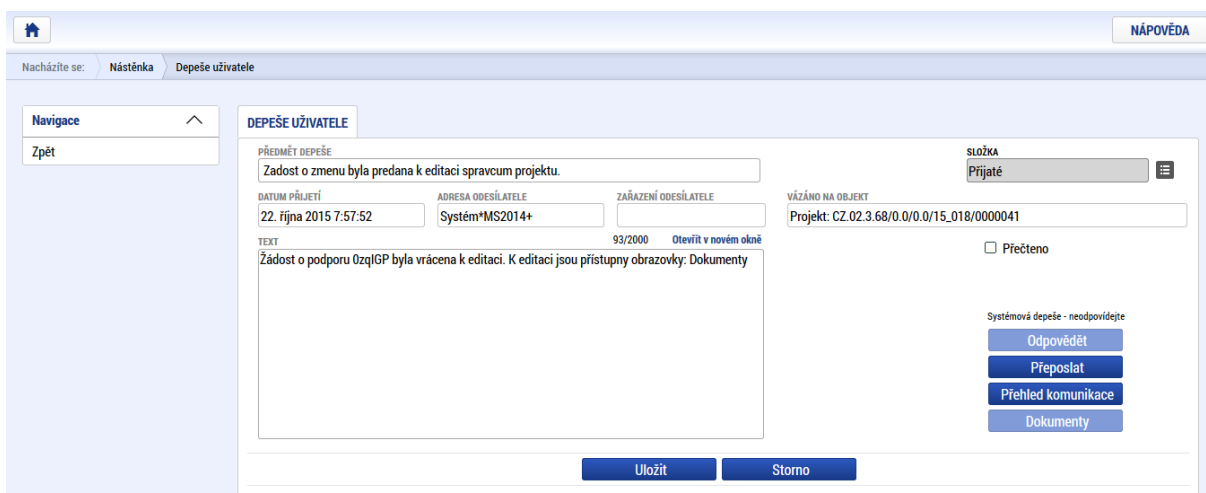 NÁPOVĚDA
Nacházíte se: Nástěnka Depeše uživatele
Navigace
Zpět
DEPEŠE UŽIVATELE
PŘEDMĚT DEPEŠE
Zadost o zmenu byla predana k editaci spravcum projektu.
SLOŽKA
Přijaté
DATUM PŘIJETÍ
22. října 2015 7:57:52
ADRESA ODESÍLATELE
Systém*MS2014+
ZAŘAZENÍ ODESÍLATELE
VÁZÁNO NA OBJEKT
Projekt: CZ.02.3.68/0.0/0.0/15_018/0000041
TEXT
93/2000 Otevřít v novém okně
Žádost o podporu 0zqIGP byla vrácena k editaci. K editaci jsou přístupny obrazovky: Dokumenty
Přečteno
Systémová depeše - neodpovídejte
Odpovědět
Přeposlat
Přehled komunikace
Dokumenty
Uložit
Storno